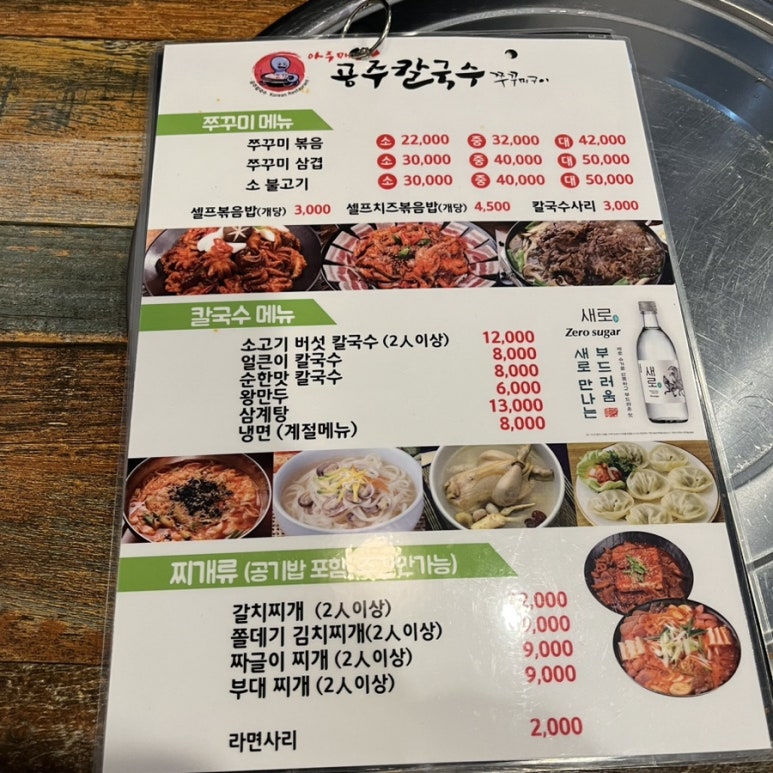 아우마
공주칼국수 쭈꾸미구이
Korean Restaurant
쭈꾸미 메뉴
쭈꾸미 볶음 소 22,000 중 32,000 대 42,000
쭈꾸미 삼겹 소 30,000 중 40,000 대 50,000
소 불고기 소 30,000 중 40,000 대 50,000
셀프볶음밥(개당) 3,000 셀프치즈볶음밥(개당) 4,500 칼국수사리 3,000
칼국수 메뉴
소고기 버섯 칼국수 (2人이상) 12,000
얼큰이 칼국수 8,000
순한맛 칼국수 8,000
왕만두 6,000
삼계탕 13,000
냉면 (계절메뉴) 8,000
새로
Zero sugar
부드러움
새로 만나는
새로
찌개류 (공기밥 포함, 가능)
갈치찌개 (2人이상) ,000
쫄데기 김치찌개(2人이상) ,000
짜글이 찌개 (2人이상) 9,000
부대 찌개 (2人이상) 9,000
라면사리 2,000